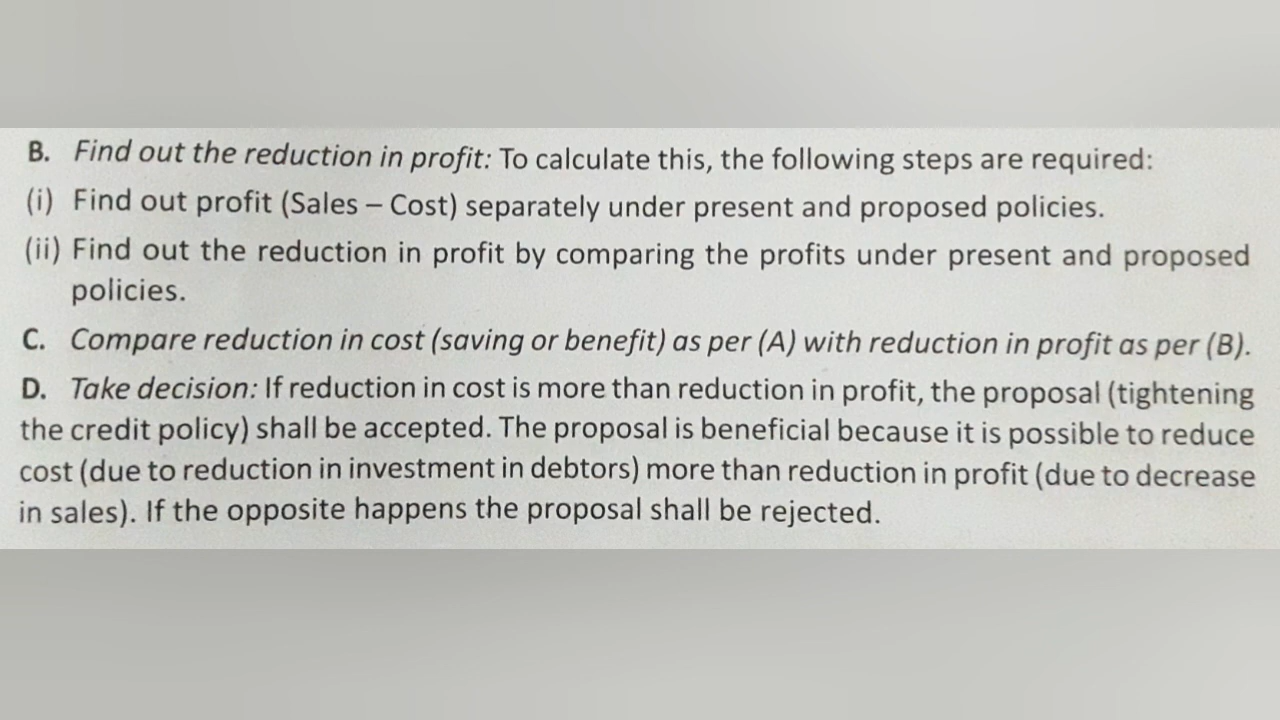 B. Find out the reduction in profit: To calculate this, the following steps are required:
(i) Find out profit (Sales – Cost) separately under present and proposed policies.
(ii) Find out the reduction in profit by comparing the profits under present and proposed
policies.
C. Compare reduction in cost (saving or benefit) as per (A) with reduction in profit as per (B).
D. Take decision: If reduction in cost is more than reduction in profit, the proposal (tightening
the credit policy) shall be accepted. The proposal is beneficial because it is possible to reduce
cost (due to reduction in investment in debtors) more than reduction in profit (due to decrease
in sales). If the opposite happens the proposal shall be rejected.